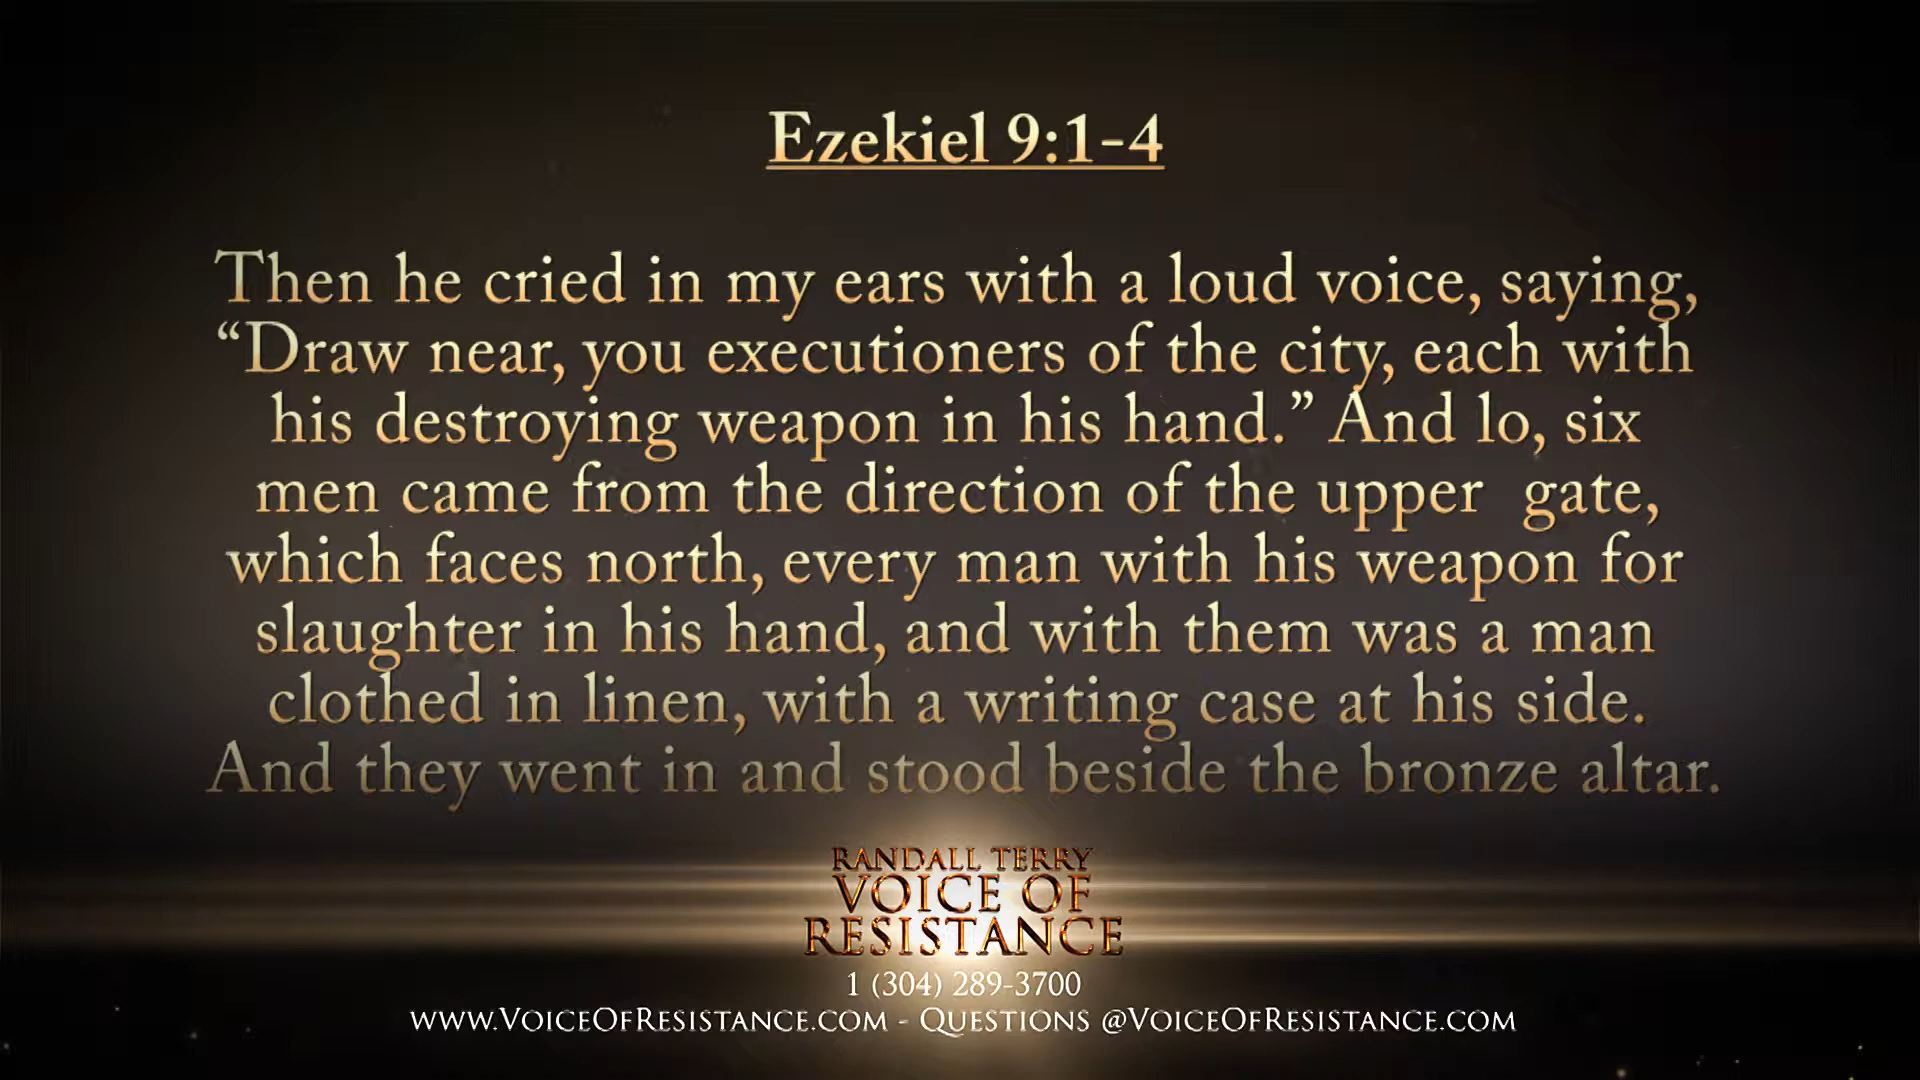 Ezekiel 9:1-4
Then he cried in my ears with a loud voice, saying,
“Draw near, you executioners of the city, each with
his destroying weapon in his hand.” And lo, six
men came from the direction of the upper gate,
which faces north, every man with his weapon for
slaughter in his hand, and with them was a man
clothed in linen, with a writing case at his side.
And they went in and stood beside the bronze altar.
RANDALL TERRY
VOICE OF
RESISTANCE
1 (304) 289-3700
www.VoiceOfResistance.com - Questions @VoiceOfResistance.com